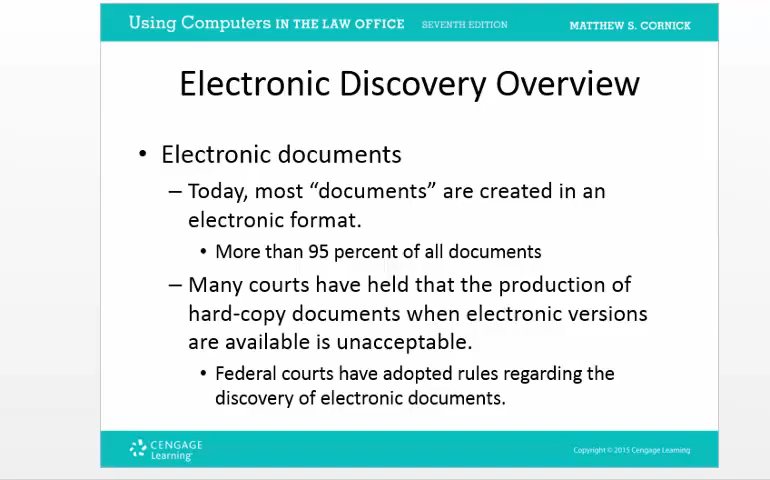 Using Computers IN THE LAW OFFICE SEVENTH EDITION MATTHEW S. CORNICK
Electronic Discovery Overview
• Electronic documents
– Today, most “documents” are created in an
electronic format.
• More than 95 percent of all documents
– Many courts have held that the production of
hard-copy documents when electronic versions
are available is unacceptable.
• Federal courts have adopted rules regarding the
discovery of electronic documents.
CENGAGE
Learning
Copyright © 2015 Cengage Learning